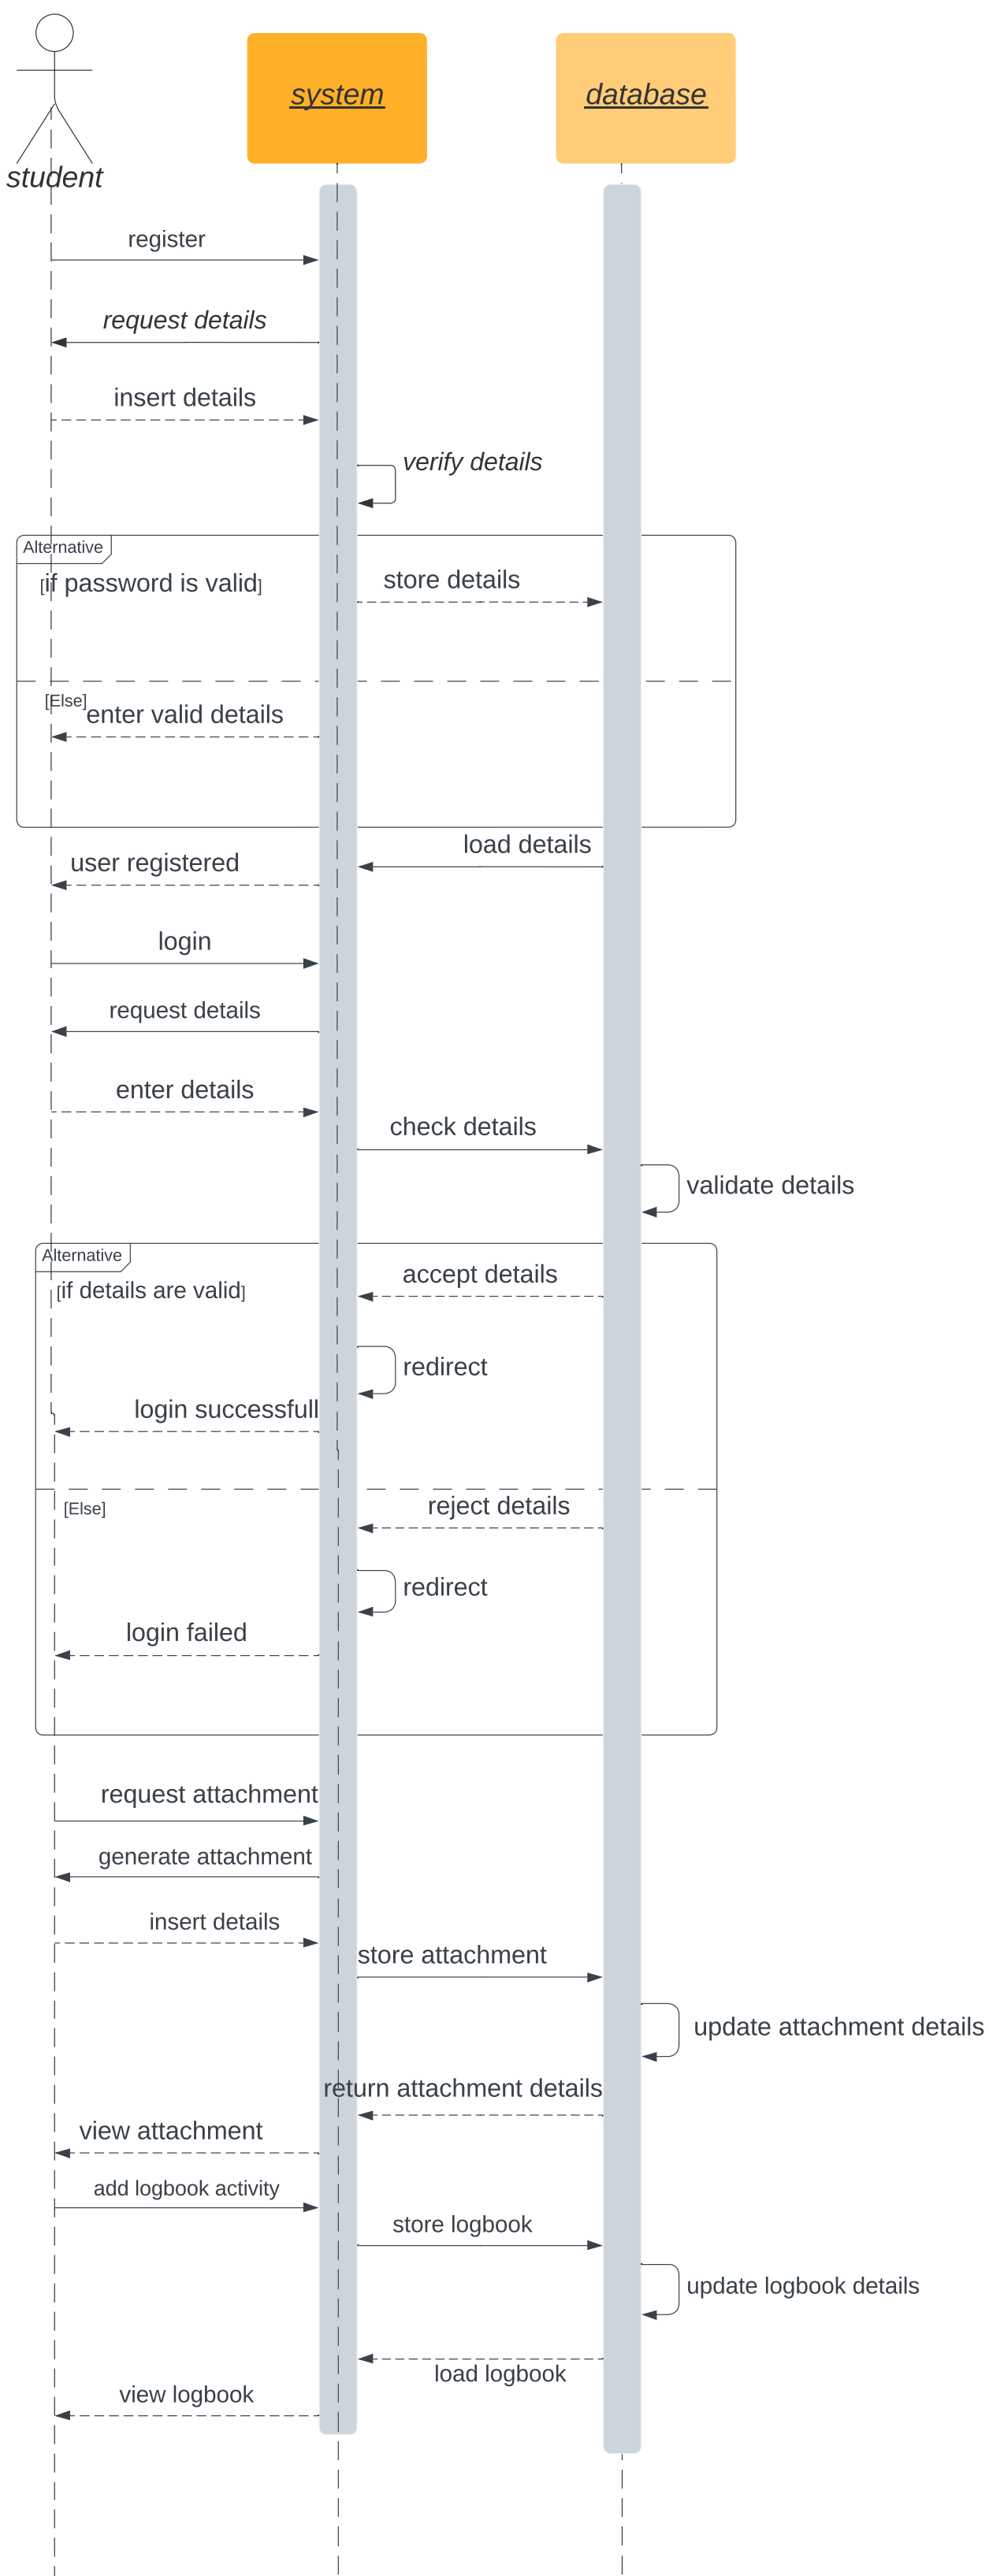 student
system
database
register
request details
insert details
verify details
Alternative
[if password is valid]
store details
[Else]
enter valid details
load details
user registered
login
request details
enter details
check details
validate details
Alternative
accept details
[if details are valid]
redirect
login successfull
[Else]
reject details
redirect
login failed
request attachment
generate attachment
insert details
store attachment
update attachment details
return attachment details
view attachment
add logbook activity
store logbook
update logbook details
load logbook
view logbook